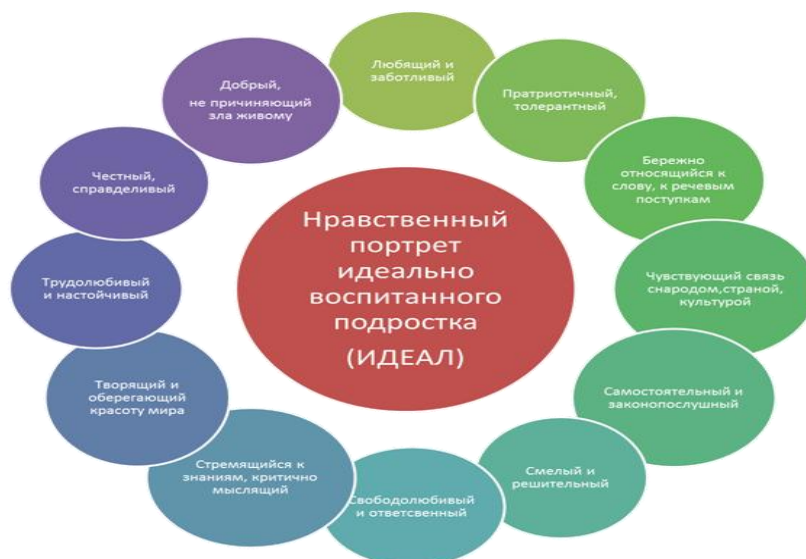 Нравственный
портрет
идеально
воспитанного
подростка
(ИДЕАЛ)
Любящий и
заботливый
Пратриотичный,
толерантный
Бережно
относящийся к
слову, к речевым
поступкам
Чувствующий связь
снародом,страной,
культурой
Самостоятельный и
законопослушный
Смелый и
решительный
Свободолюбивый
и ответсвенный
Стремящийся к
знаниям, критично
мыслящий
Творящий и
оберегающий
красоту мира
Трудолюбивый
и настойчивый
Честный,
справделивый
Добрый,
не причиняющий
зла живому